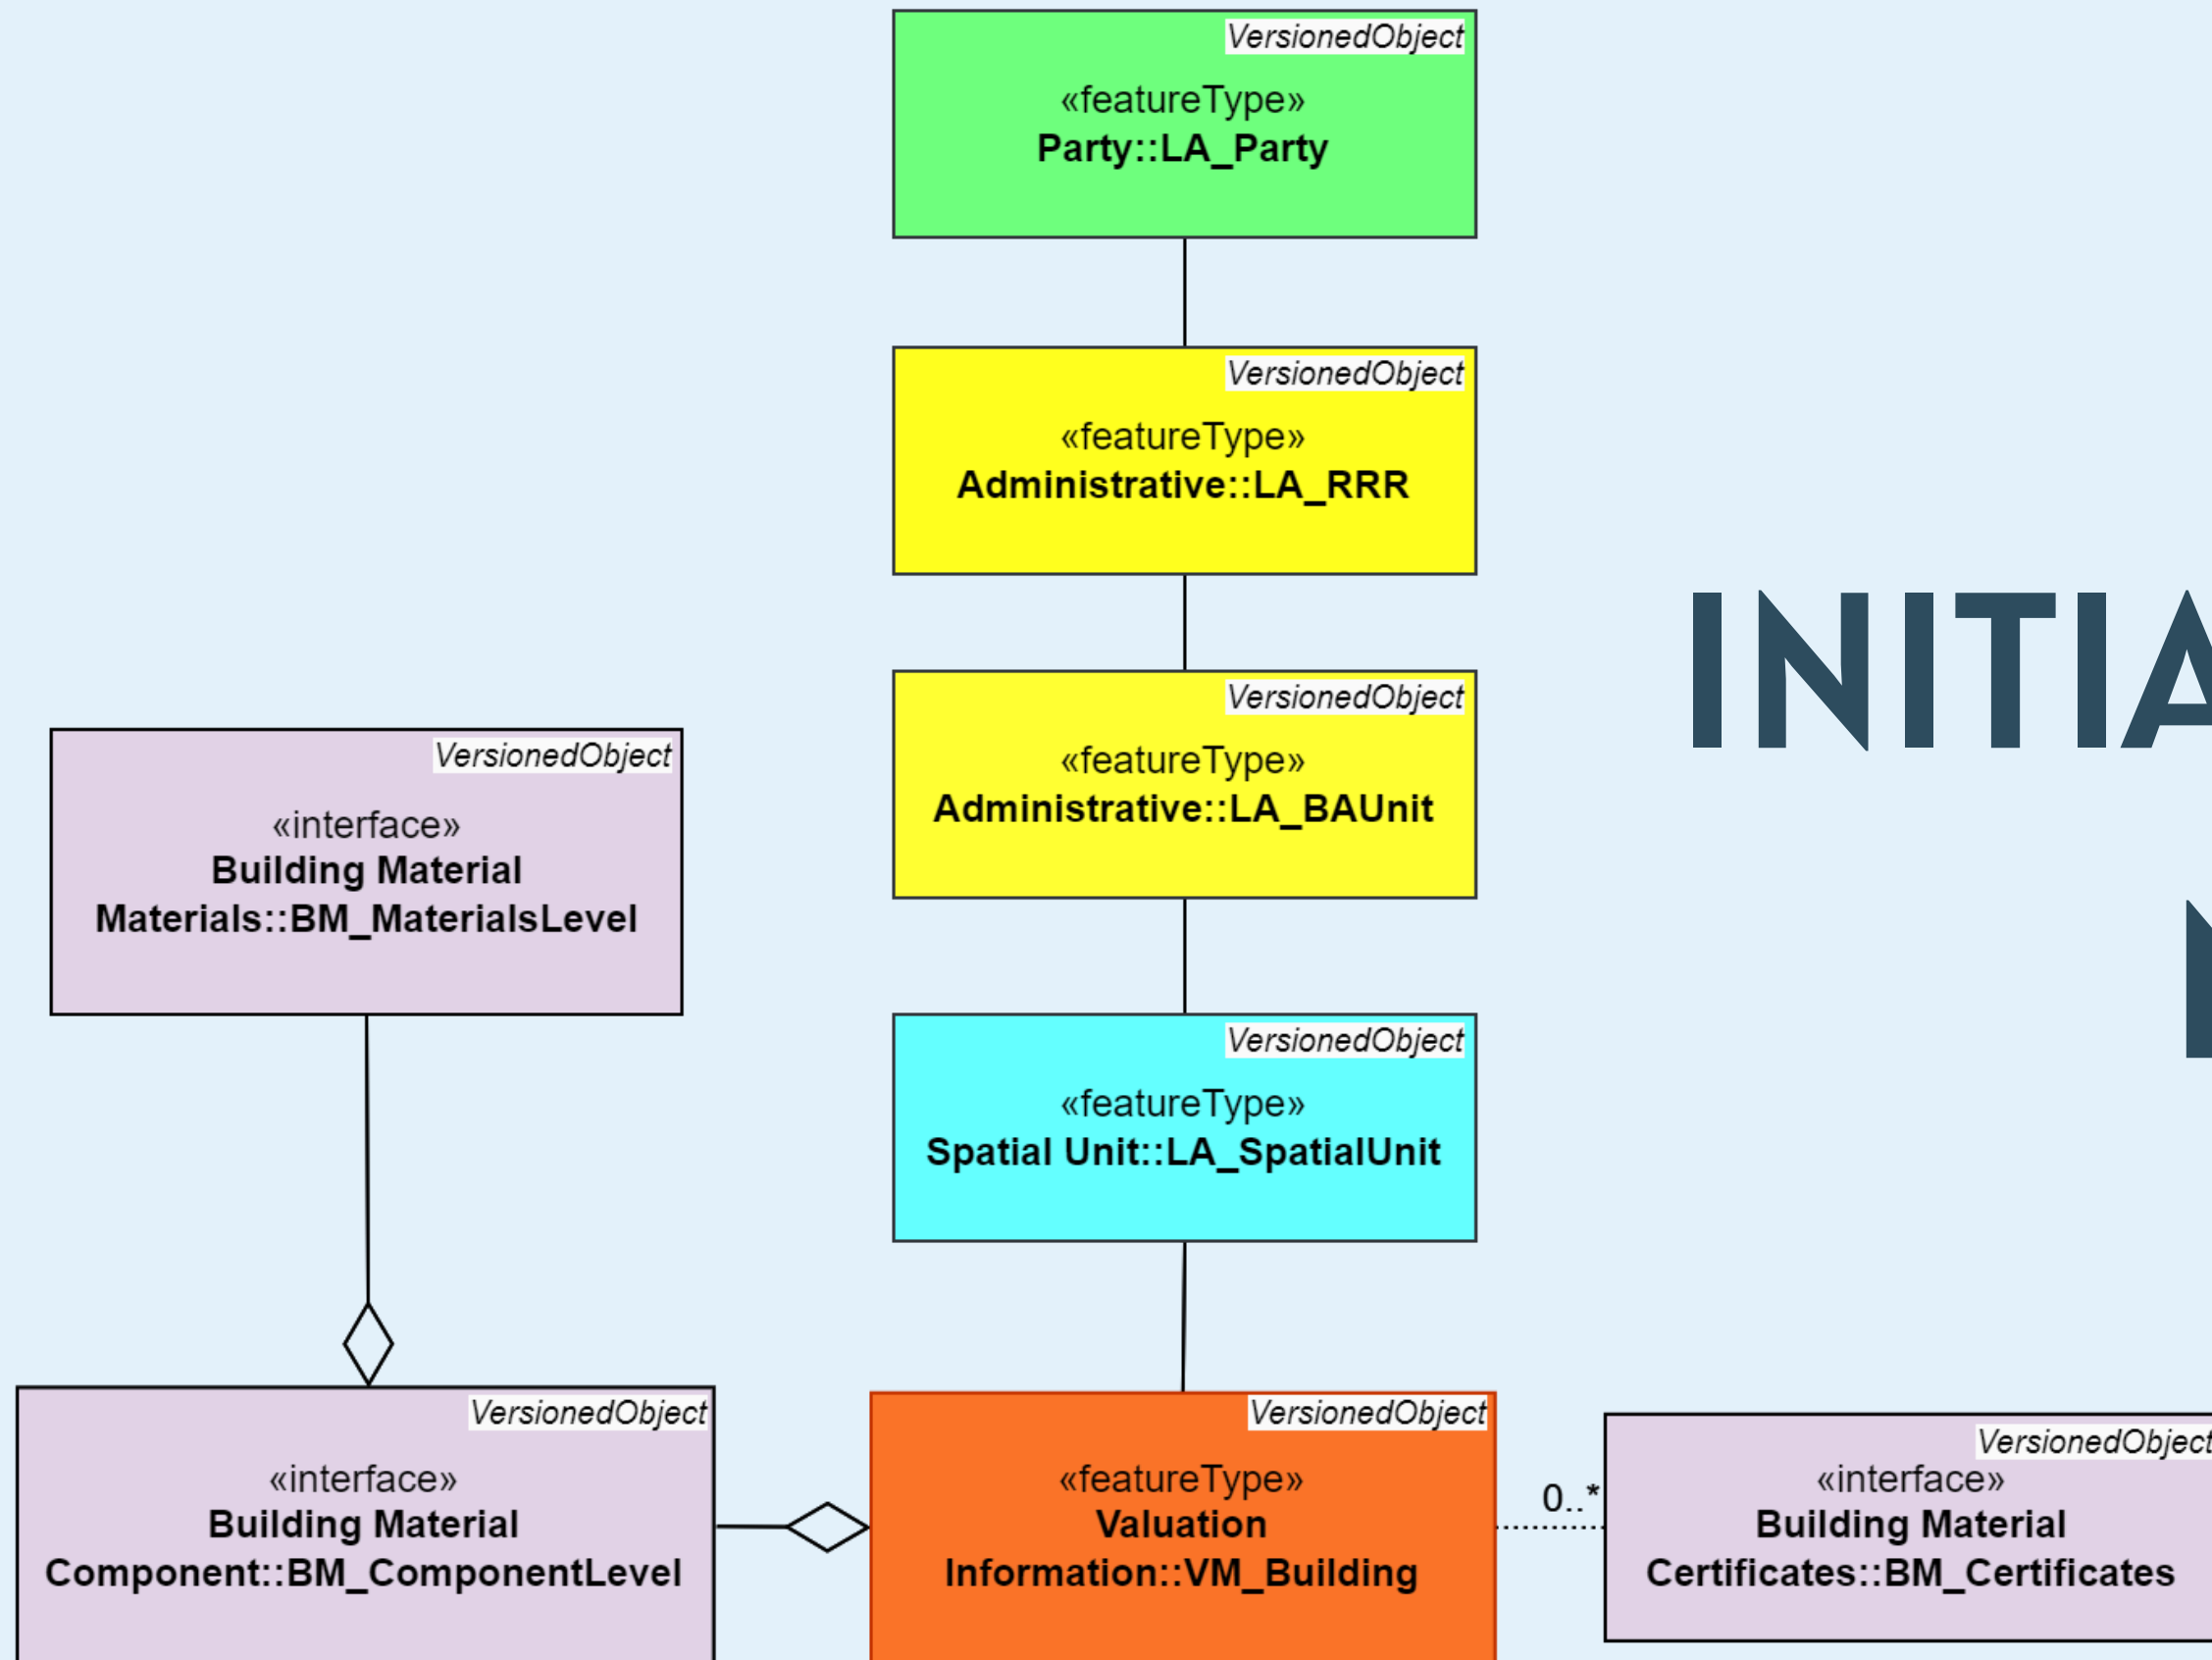 VersionedObject
«featureType»
Party::LA_Party
VersionedObject
«featureType»
Administrative::LA_RRR
VersionedObject
«featureType»
Administrative::LA_BAUnit
VersionedObject
«interface»
Building Material
Materials::BM_MaterialsLevel
VersionedObject
«featureType»
Spatial Unit::LA_SpatialUnit
VersionedObject
«interface»
Building Material
Component::BM_ComponentLevel
VersionedObject
«featureType»
Valuation
Information::VM_Building
0..*
VersionedObject
«interface»
Building Material
Certificates::BM_Certificates
INITIA